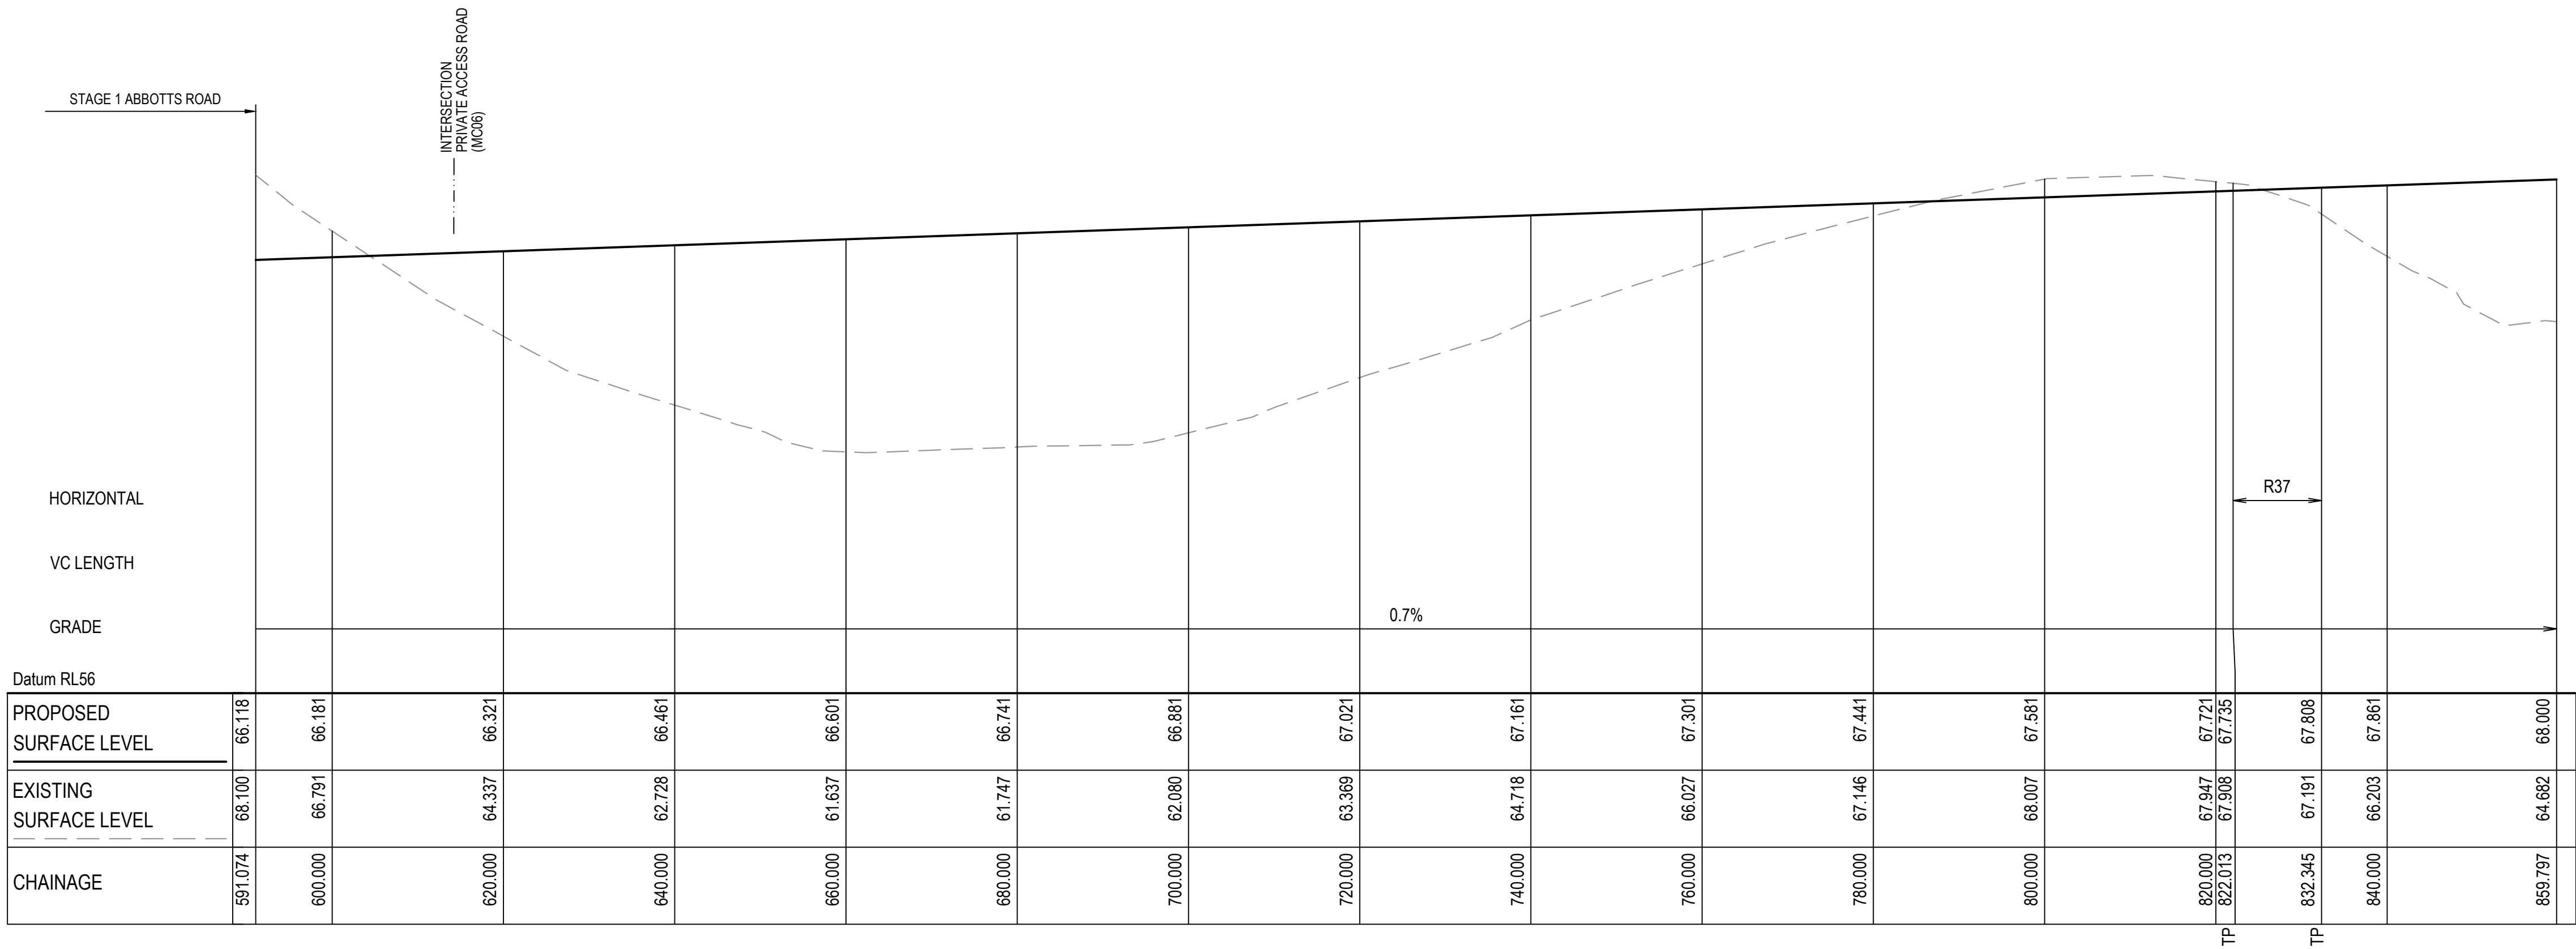 STAGE 1 ABBOTTS ROAD
INTERSECTION
PRIVATE ACCESS ROAD
(MC06)
HORIZONTAL
R37
VC LENGTH
GRADE
0.7%
Datum RL56
PROPOSED
SURFACE LEVEL
66.118 66.181 66.321 66.461 66.601 66.741 66.881 67.021 67.161 67.301 67.441 67.581 67.721 67.735 67.808 67.861 68.000
EXISTING
SURFACE LEVEL
68.100 66.791 64.337 62.728 61.637 61.747 62.080 63.369 64.718 66.027 67.146 68.007 67.947 67.908 67.191 66.203 64.682
CHAINAGE
591.074 600.000 620.000 640.000 660.000 680.000 700.000 720.000 740.000 760.000 780.000 800.000 820.000 822.013 832.345 840.000 859.797
TP TP